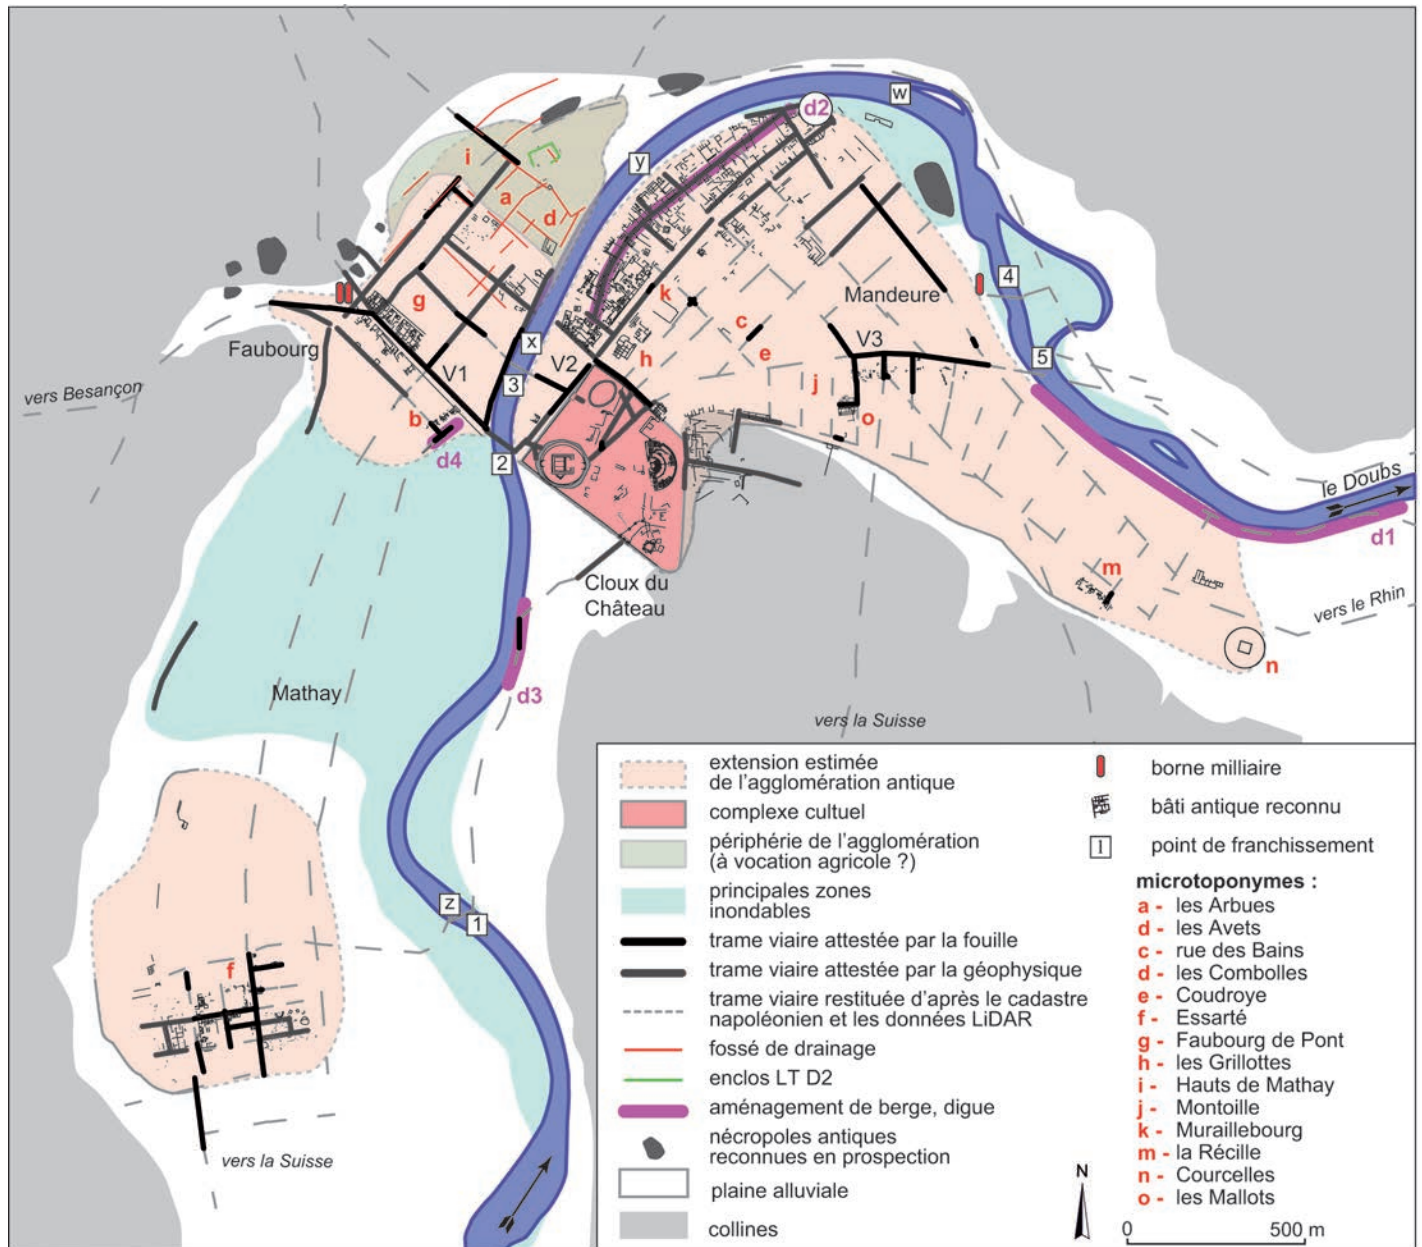 w
d2
y
i
a
d
4
k
Mandeure
g
c
x
h
e
V3
5
Faubourg
V2
V1
3
j
vers Besançon
b
o
d4
2
le Doubs
d1
m
Cloux du
Château
vers le Rhin
n
d3
Mathay
vers la Suisse
z
1
f
vers la Suisse
extension estimée
de l'agglomération antique
complexe cultuel
périphérie de l'agglomération
(à vocation agricole ?)
principales zones
inondables
trame viaire attestée par la fouille
trame viaire attestée par la géophysique
trame viaire restituée d'après le cadastre
napoléonien et les données LiDAR
fossé de drainage
enclos LT D2
aménagement de berge, digue
nécropoles antiques
reconnues en prospection
plaine alluviale
collines
borne milliaire
bâti antique reconnu
1 point de franchissement
microtoponymes :
a - les Arbues
d - les Avets
c - rue des Bains
d - les Combolles
e - Coudroye
f - Essarté
g - Faubourg de Pont
h - les Grillottes
i - Hauts de Mathay
j - Montoille
k - Muraillebourg
m - la Récille
n - Courcelles
o - les Mallots
N
0 500 m